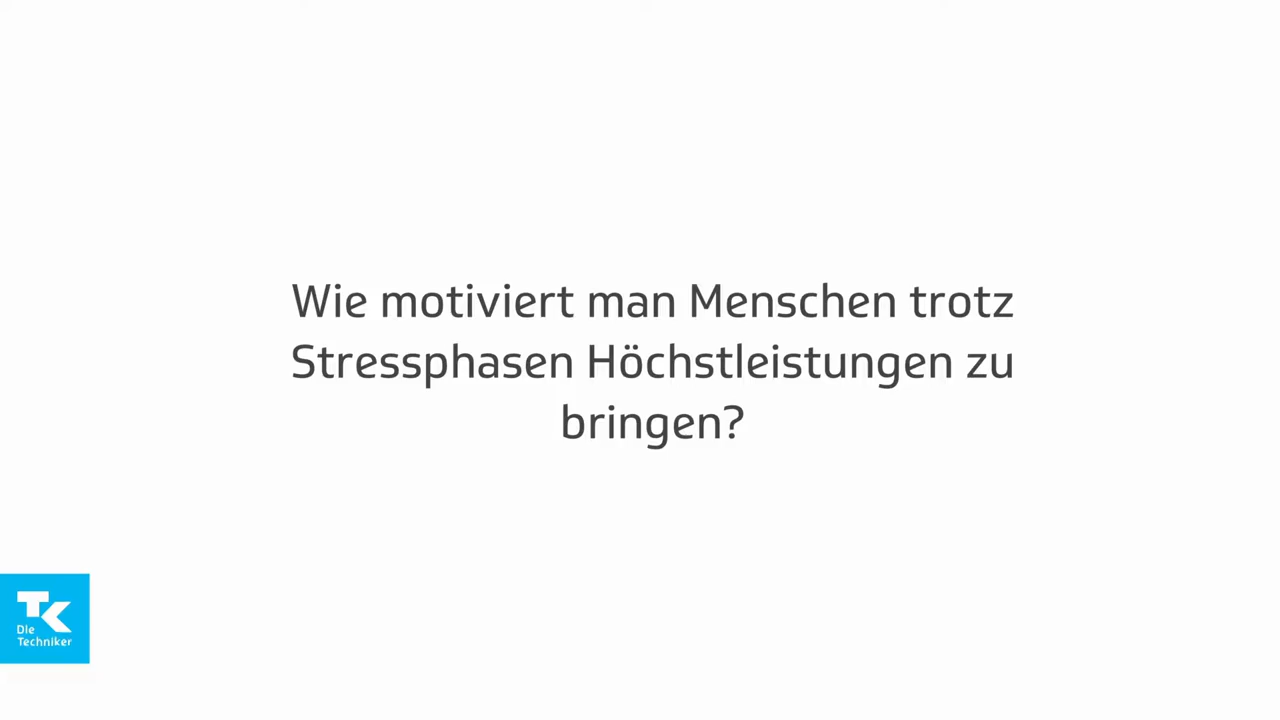 Wie motiviert man Menschen trotz
Stressphasen Höchstleistungen zu
bringen?
TK
Die
Techniker